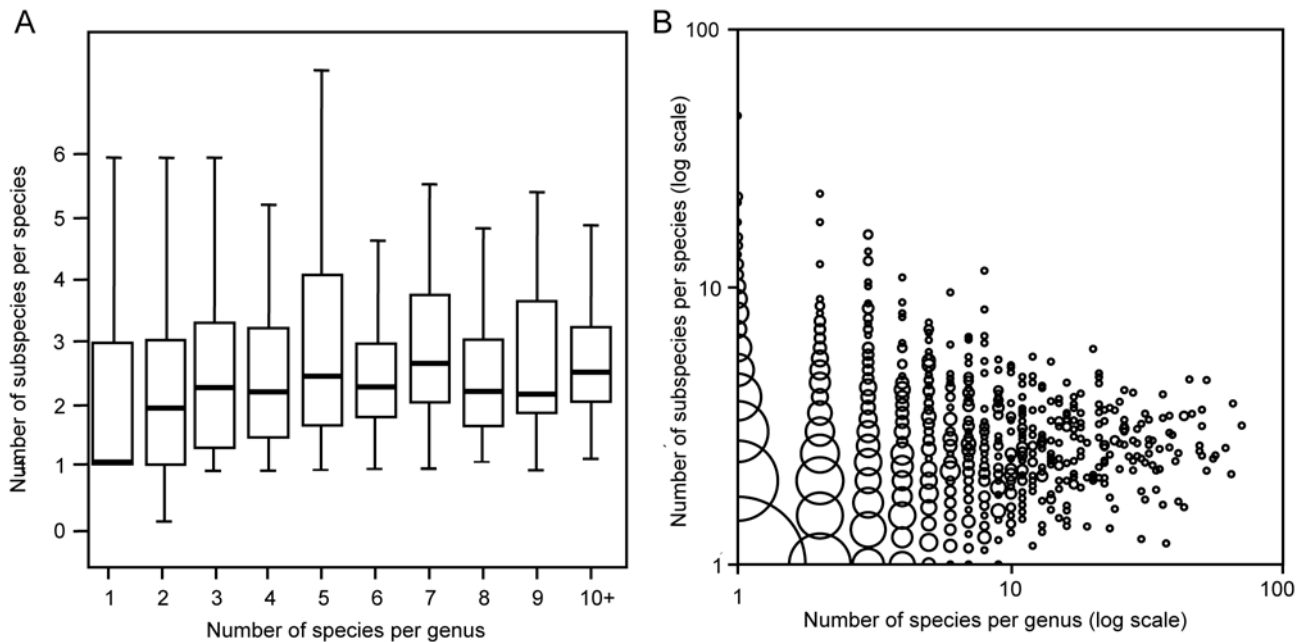 A
Number of subspecies per species
6
5
4
3
2
1
0
1 2 3 4 5 6 7 8 9 10+
Number of species per genus
B
Number of subspecies per species (log scale)
100
10
1
1 10 100
Number of species per genus (log scale)